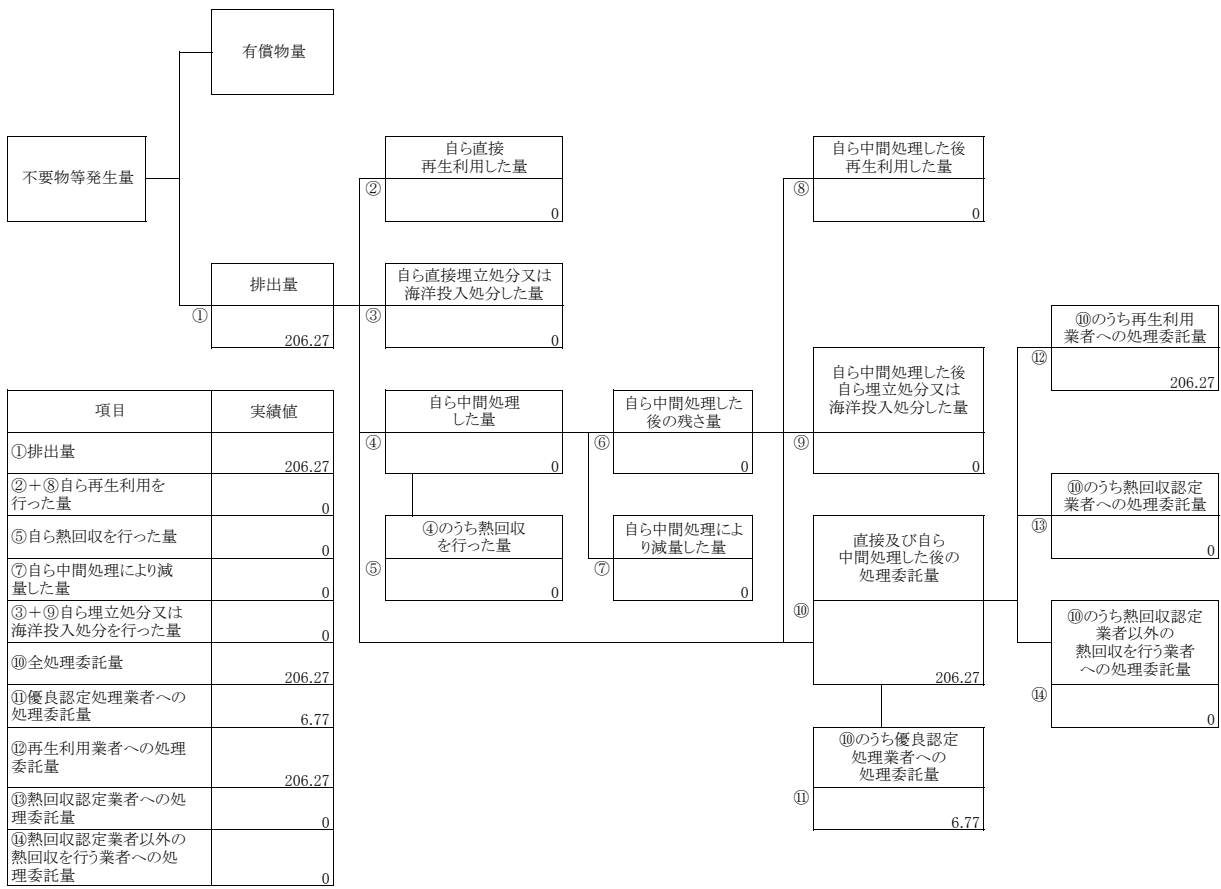 有償物量
不要物等発生量
自ら直接
再生利用した量
②
0
自ら中間処理した後
再生利用した量
⑧
0
排出量
①
206.27
自ら直接埋立処分又は
海洋投入処分した量
③
0
⑩のうち再生利用
業者への処理委託量
⑫
206.27
自ら中間処理
した量
④
0
自ら中間処理した
後の残さ量
⑥
0
自ら中間処理した後
自ら埋立処分又は
海洋投入処分した量
⑨
0
⑩のうち熱回収認定
業者への処理委託量
⑬
0
④のうち熱回収
を行った量
⑤
0
自ら中間処理によ
り減量した量
⑦
0
直接及び自ら
中間処理した後の
処理委託量
⑩
206.27
⑩のうち熱回収認定
業者以外の
熱回収を行う業者
への処理委託量
⑭
0
⑩のうち優良認定
処理業者への
処理委託量
⑪
6.77
項目 実績値
①排出量
206.27
②+⑧自ら再生利用を
行った量
0
⑤自ら熱回収を行った量
0
⑦自ら中間処理により減
量した量
0
③+⑨自ら埋立処分又は
海洋投入処分を行った量
0
⑩全処理委託量
206.27
⑪優良認定処理業者への
処理委託量
6.77
⑫再生利用業者への処理
委託量
206.27
⑬熱回収認定業者への処
理委託量
0
⑭熱回収認定業者以外の
熱回収を行う業者への処
理委託量
0